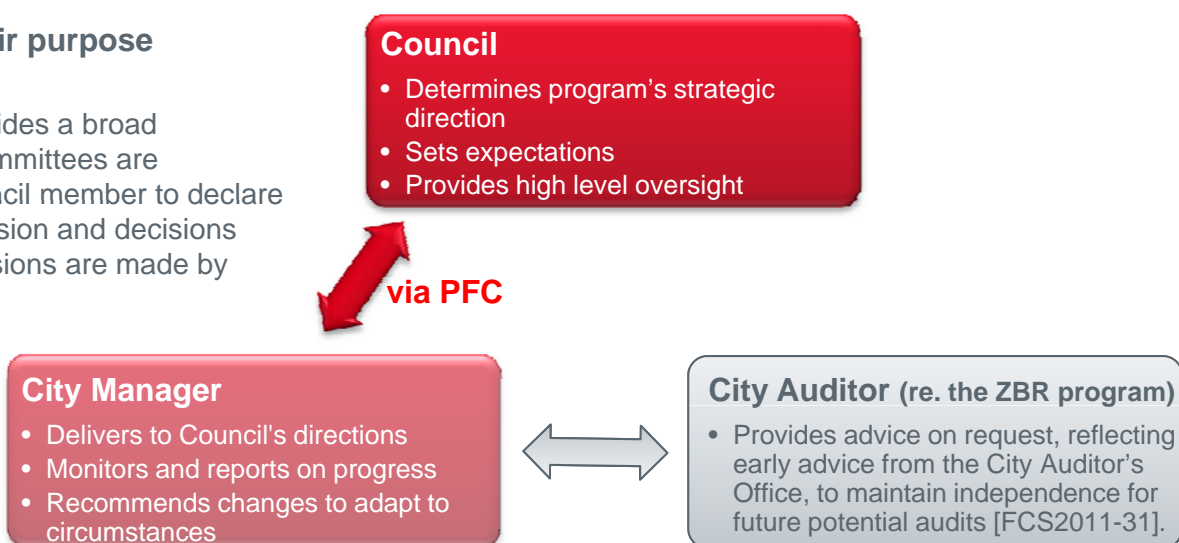 ir purpose
ides a broad
mmittees are
ncil member to declare
sion and decisions
sions are made by
Council
• Determines program's strategic
direction
• Sets expectations
• Provides high level oversight
via PFC
City Manager
• Delivers to Council's directions
• Monitors and reports on progress
• Recommends changes to adapt to
circumstances
City Auditor (re. the ZBR program)
• Provides advice on request, reflecting
early advice from the City Auditor's
Office, to maintain independence for
future potential audits [FCS2011-31].